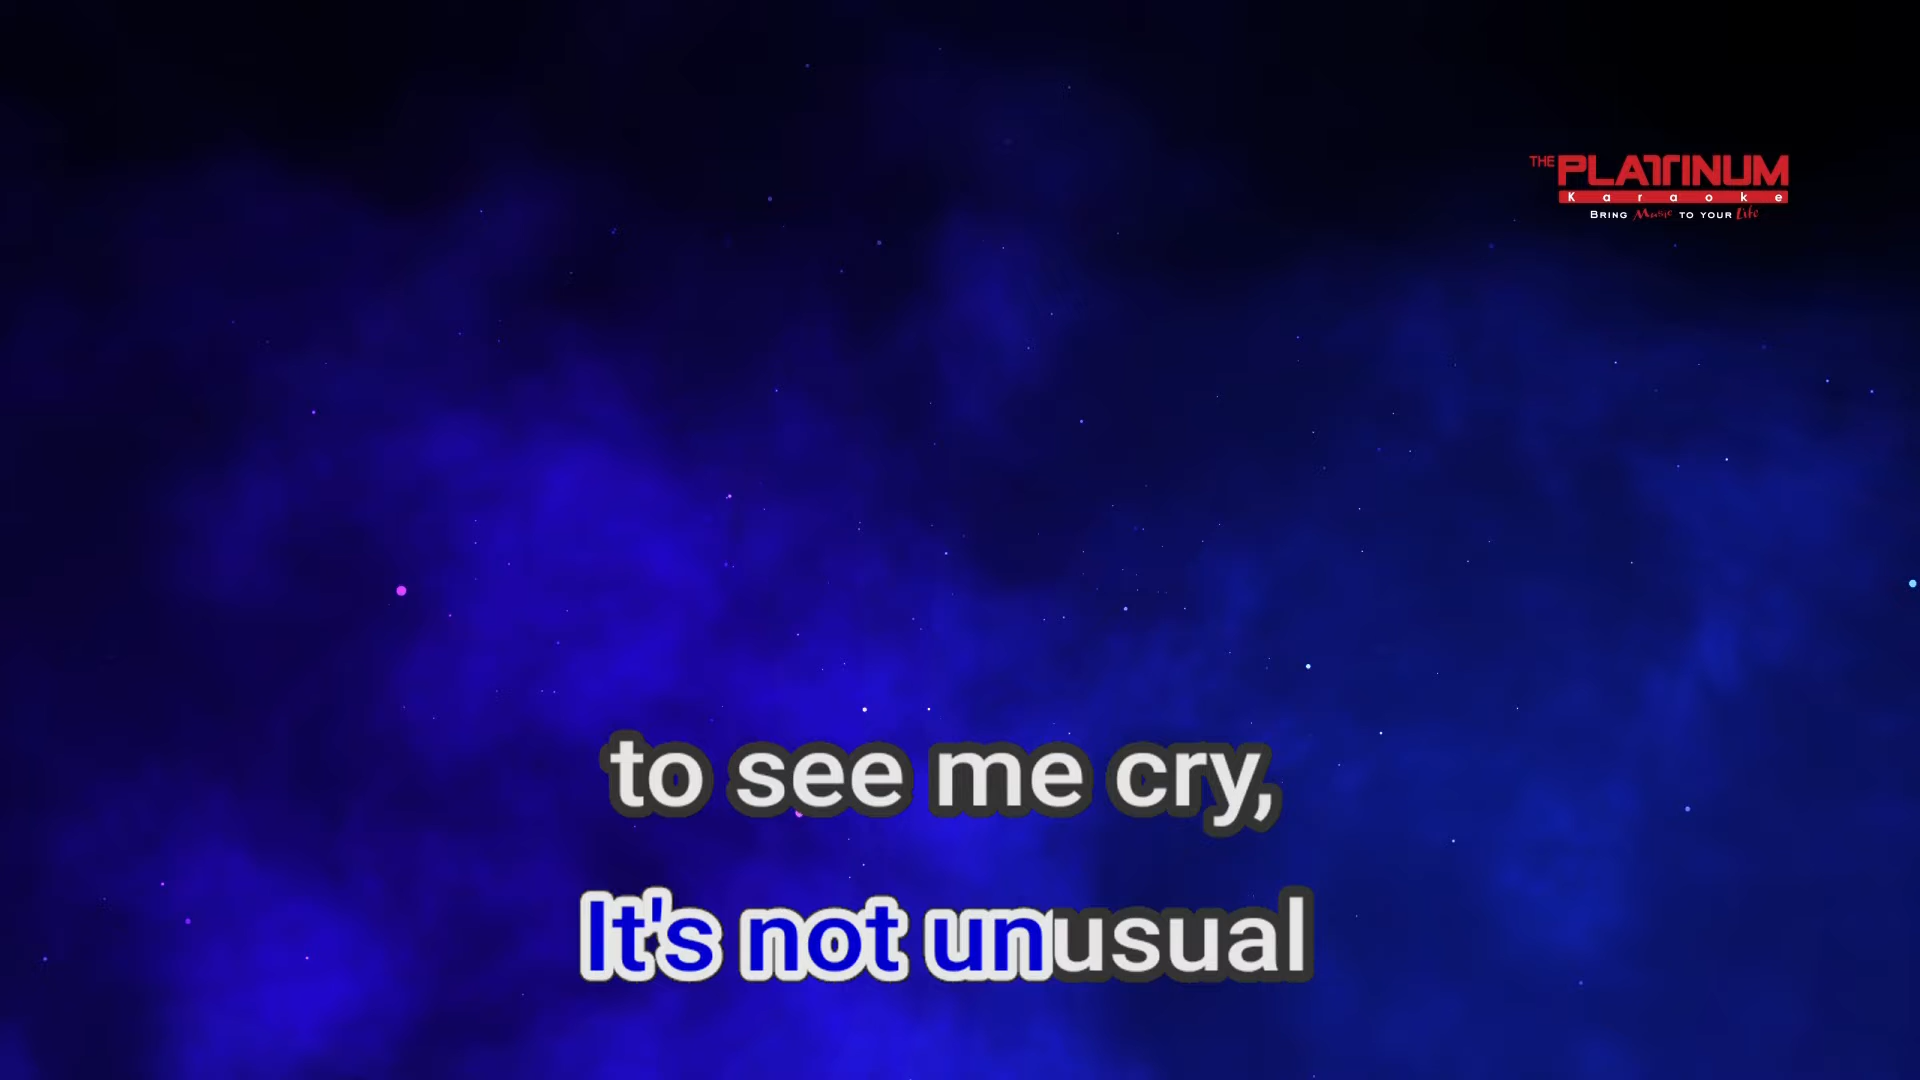 THE PLATINUM
Karaoke
BRING Music TO YOUR Life
to see me cry,
It's not unusual